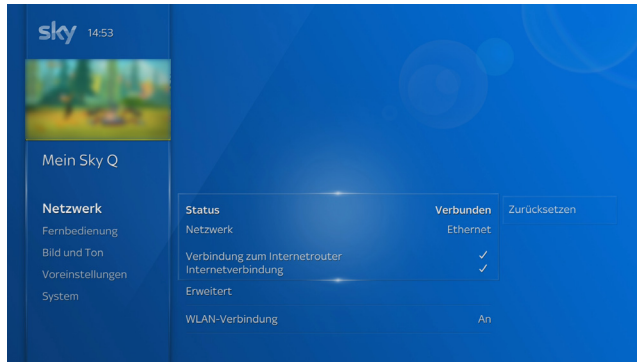 sky 14:53
Mein Sky Q
Netzwerk
Fernbedienung
Bild und Ton
Voreinstellungen
System
Status Verbunden Zurücksetzen
Netzwerk Ethernet
Verbindung zum Internetrouter ✓
Internetverbindung ✓
Erweitert
WLAN-Verbindung An